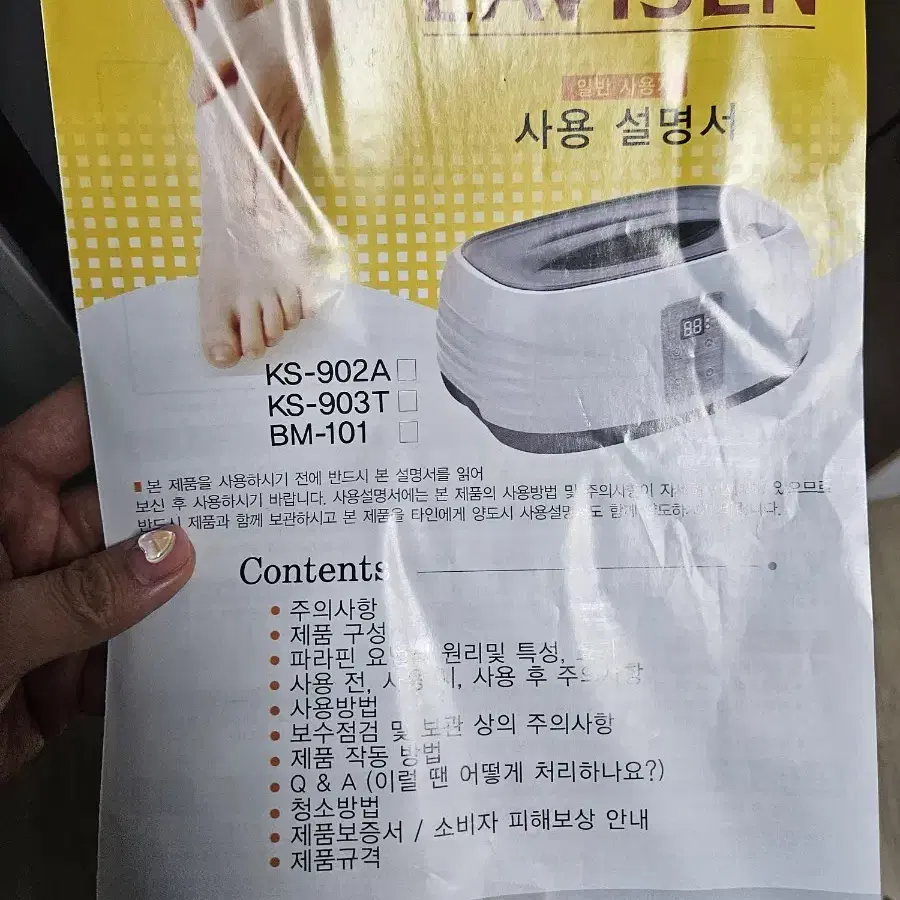 LAVISEN
일반 사용
사용 설명서
88
KS-902A
KS-903T
BM-101
본 제품을 사용하시기 전에 반드시 본 설명서를 읽어
보신 후 사용하시기 바랍니다. 사용설명서에는 본 제품의 사용방법 및 주의사항이 있으므로
반드시 제품과 함께 보관하시고 본 제품을 타인에게 양도시 함께
Contents
주의사항
제품 구성
파라핀 원리및 특성,
사용 전, 사용 후
사용방법
보수점검 및 보관 상의 주의사항
제품 작동 방법
Q & A (이럴 땐 어떻게 처리하나요?)
청소방법
제품보증서 / 소비자 피해보상 안내
제품규격